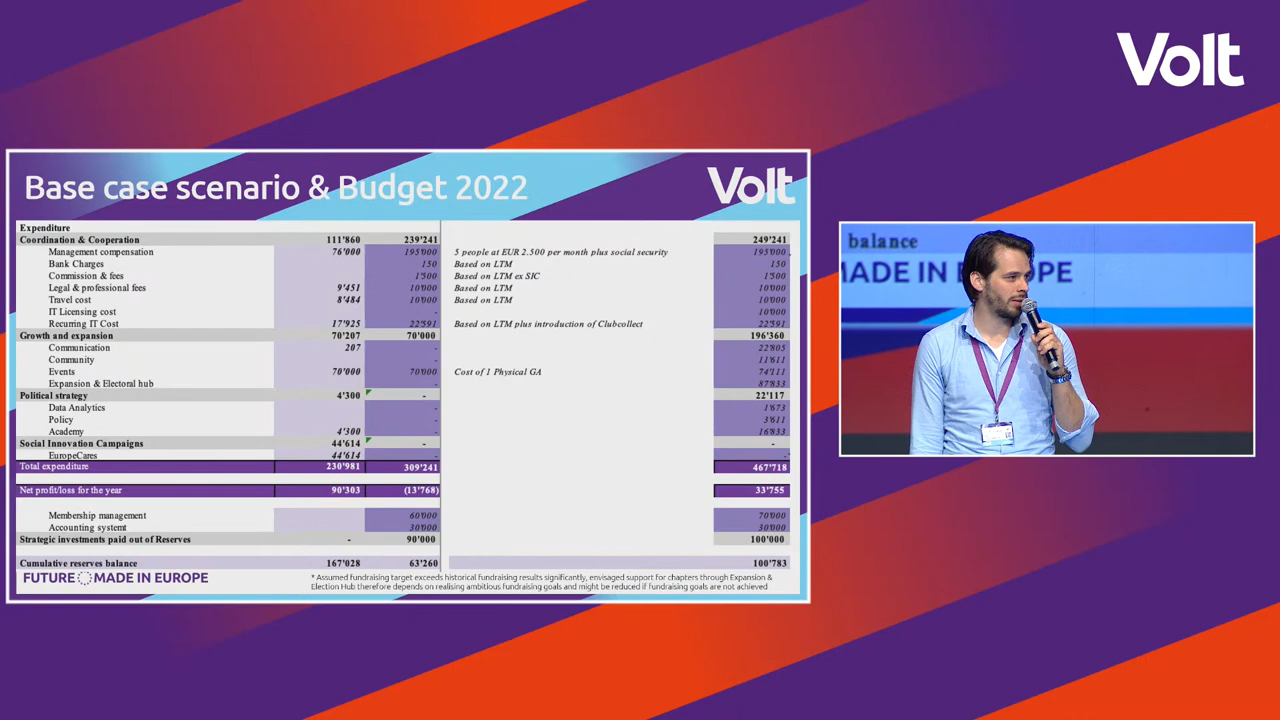 Volt
Base case scenario & Budget 2022
Volt
Expenditure
Coordination & Cooperation 111'860 239'241 249'241
Management compensation 76'000 195'000 5 people at EUR 2.500 per month plus social security 195'000
Bank Charges 150 Based on LTM 150
Commission & fees 1'500 Based on LTM ex SJC 1'500
Legal & professional fees 9'451 10'000 Based on LTM 10'000
Travel cost 8'484 10'000 Based on LTM 10'000
IT Licensing cost - 10'000
Recurring IT Cost 17'925 22'591 Based on LTM plus introduction of Clubcollect 22'591
Growth and expansion 70'207 70'000 196'360
Communication 207 - 22'805
Community - 11'611
Events 70'000 70'000 Cost of 1 Physical GA 74'111
Expansion & Electoral hub - 87'833
Political strategy 4'300 - 22'117
Data Analytics - 1'673
Policy - 3'611
Academy 4'300 - 16'833
Social Innovation Campaigns 44'614 - -
EuropeCares 44'614 - -
Total expenditure 230'981 309'241 467'718
Net profit/loss for the year 90'303 (13'768) 33'755
Membership management 60'000 70'000
Accounting systemt 30'000 30'000
Strategic investments paid out of Reserves - 90'000 100'000
Cumulative reserves balance 167'028 63'260 100'783
FUTURE MADE IN EUROPE
* Assumed fundraising target exceeds historical fundraising results significantly, envisaged support for chapters through Expansion &
Election Hub therefore depends on realising ambitious fundraising goals and might be reduced if fundraising goals are not achieved
balance
MADE IN EUROPE